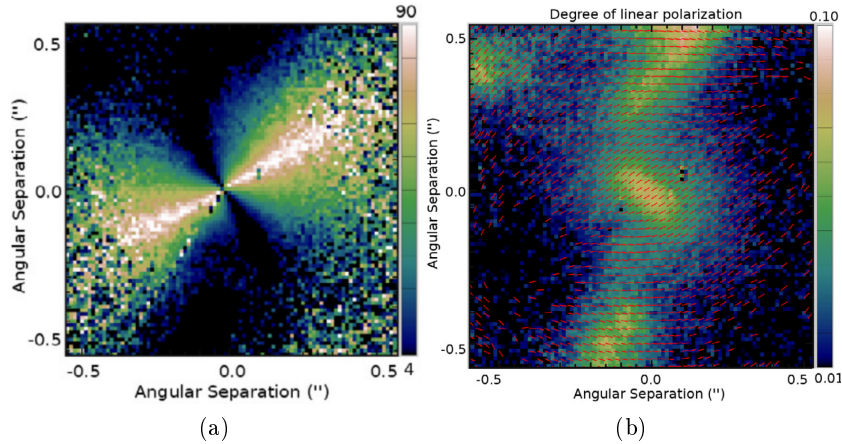 90
0.5
0.0
-0.5
4
-0.5
0.0
0.5
Angular Separation (")
Angular Separation (")
(a)
Degree of linear polarization
0.10
0.5
0.0
-0.5
0.01
-0.5
0.0
0.5
Angular Separation (")
Angular Separation (")
(b)